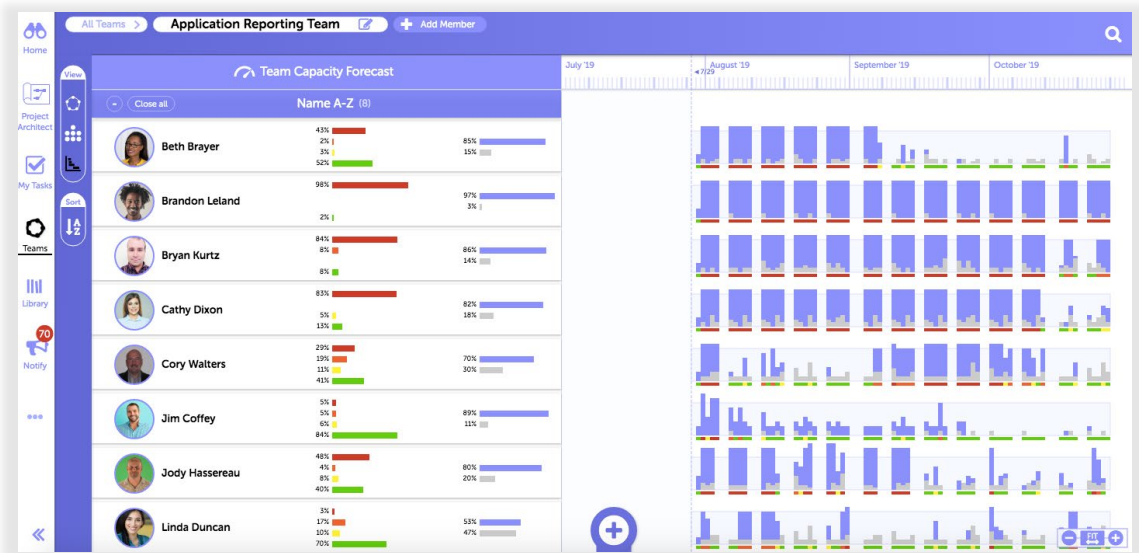 All Teams >
Application Reporting Team
+ Add Member
Home
Project
Architect
My Tasks
Teams
Library
70
Notify
View
Sort
A
Z
Team Capacity Forecast
- Close all
Name A-Z (8)
July '19
◄7/29
August '19
September '19
October '19
Beth Brayer
43%
2%
3%
52%
85%
15%
Brandon Leland
98%
2%
97%
3%
Bryan Kurtz
84%
8%
8%
86%
14%
Cathy Dixon
83%
5%
13%
82%
18%
Cory Walters
29%
19%
11%
41%
70%
30%
Jim Coffey
5%
5%
6%
84%
89%
11%
Jody Hassereau
48%
4%
8%
40%
80%
20%
Linda Duncan
3%
17%
10%
70%
53%
47%
FIT